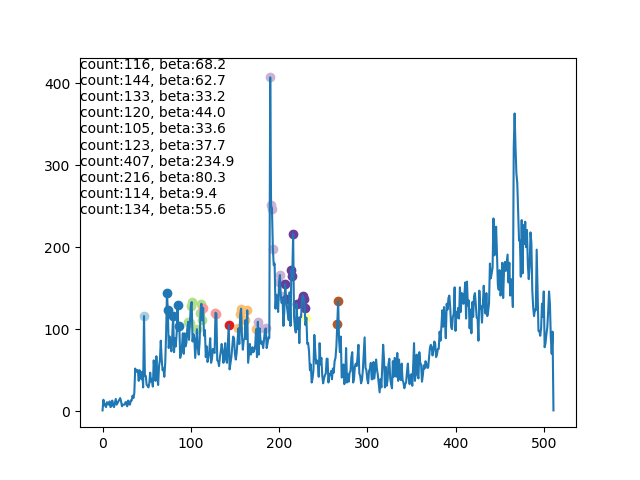 count:116, beta:68.2
count:144, beta:62.7
count:133, beta:33.2
count:120, beta:44.0
count:105, beta:33.6
count:123, beta:37.7
count:407, beta:234.9
count:216, beta:80.3
count:114, beta:9.4
count:134, beta:55.6
400
300
200
100
0
0 100 200 300 400 500